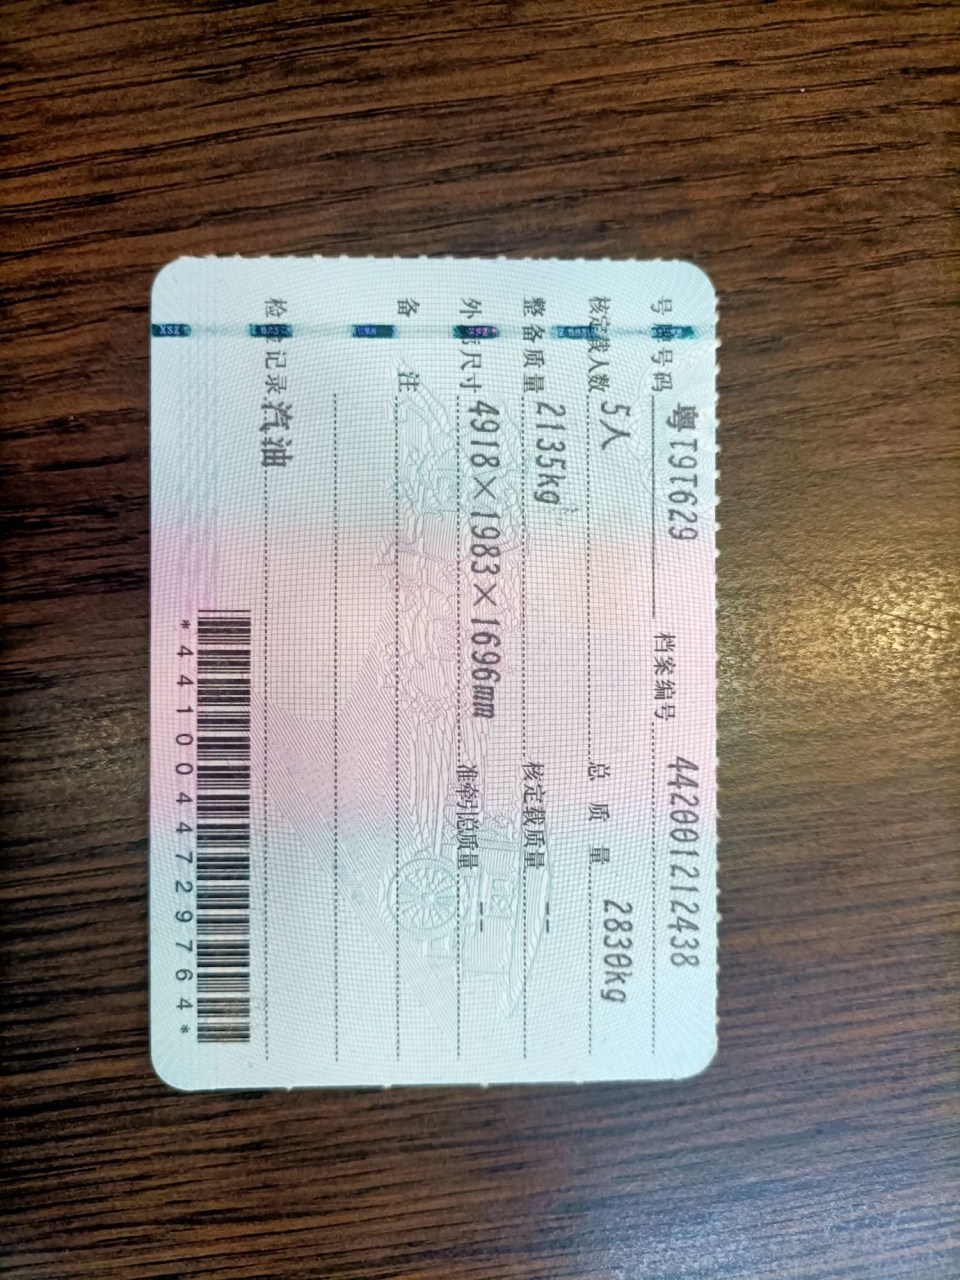 号牌号码 粤T9T629 档案编号 442001212438
核定载人数 5人 总质量 2830kg
整备质量 2135kg 核定载质量 --
外廓尺寸 4918×1983×1696mm 准牵引总质量 --
备注
检验记录 汽油
*4410044729764*